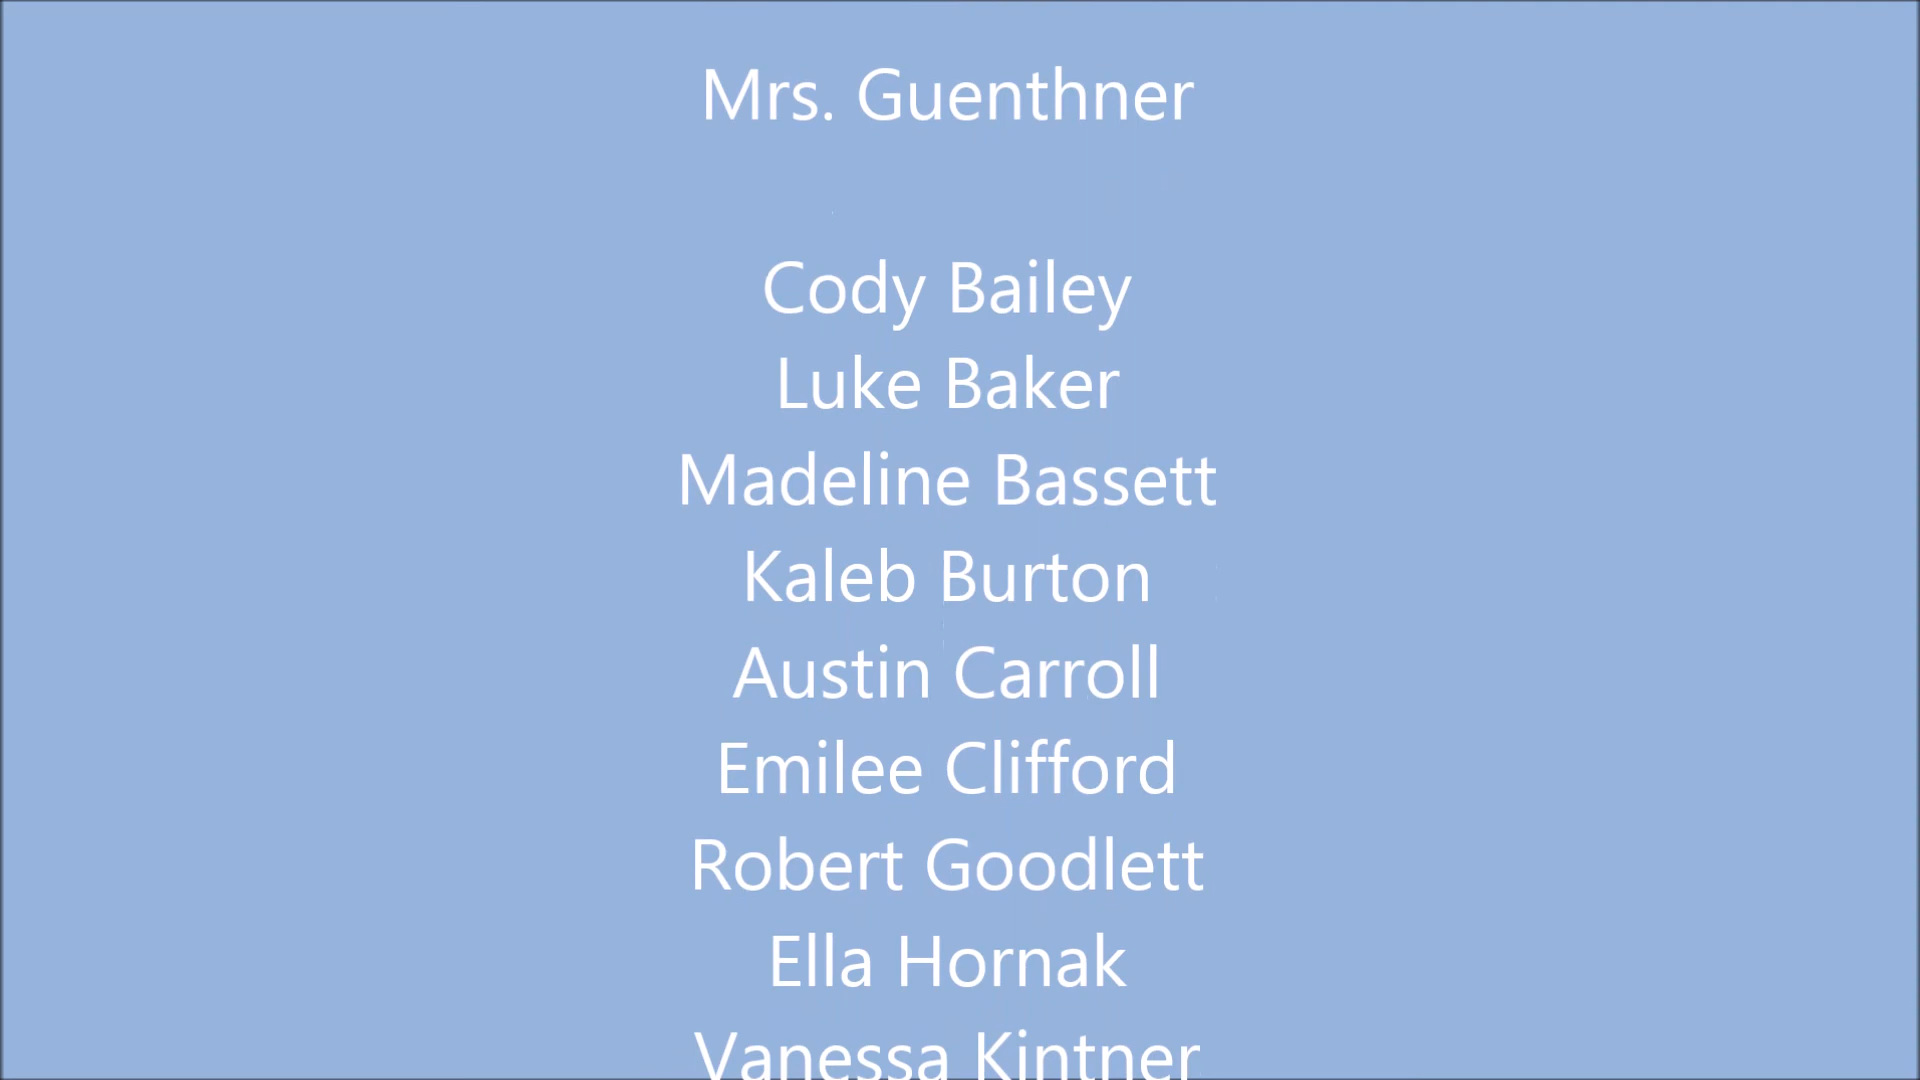 Mrs. Guenthner
Cody Bailey
Luke Baker
Madeline Bassett
Kaleb Burton
Austin Carroll
Emilee Clifford
Robert Goodlett
Ella Hornak
Vanessa Kintner